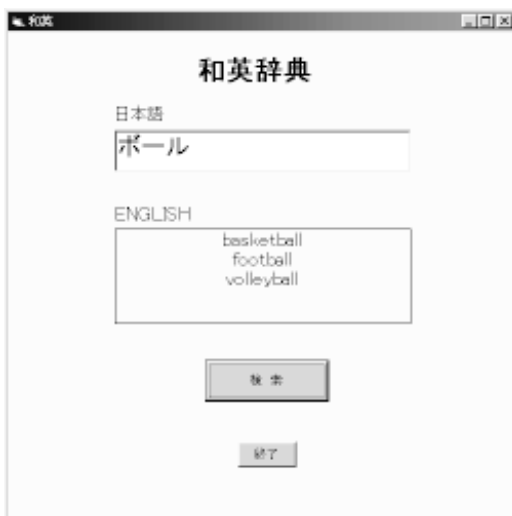 和英
和英辞典
日本語
ボール
ENGLISH
basketball
football
volleyball
検 索
終了